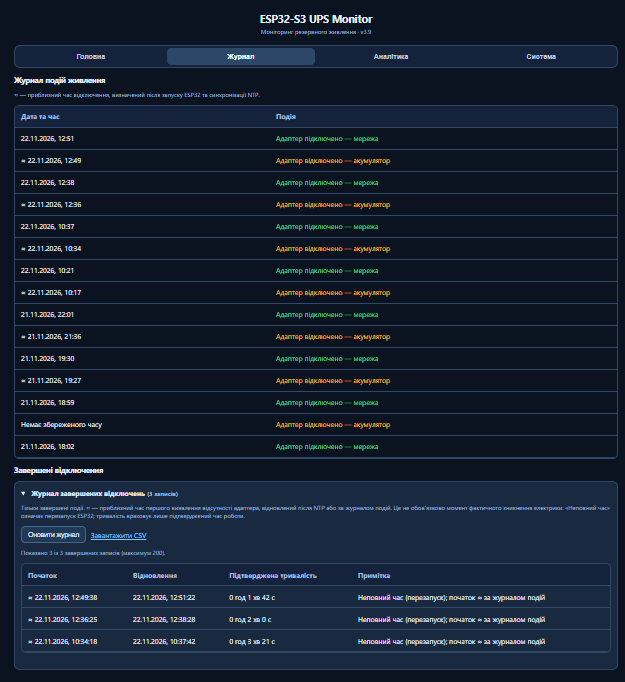 ESP32-S3 UPS Monitor
Моніторинг резервного живлення · v3.9
Головна Журнал Аналітика Система
Журнал подій живлення
≈ — приблизний час відключення, визначений після запуску ESP32 та синхронізації NTP.
Дата та час Подія
22.11.2026, 12:51 Адаптер підключено — мережа
≈ 22.11.2026, 12:49 Адаптер відключено — акумулятор
22.11.2026, 12:38 Адаптер підключено — мережа
≈ 22.11.2026, 12:36 Адаптер відключено — акумулятор
22.11.2026, 10:37 Адаптер підключено — мережа
≈ 22.11.2026, 10:34 Адаптер відключено — акумулятор
22.11.2026, 10:21 Адаптер підключено — мережа
≈ 22.11.2026, 10:17 Адаптер відключено — акумулятор
21.11.2026, 22:01 Адаптер підключено — мережа
≈ 21.11.2026, 21:36 Адаптер відключено — акумулятор
21.11.2026, 19:30 Адаптер підключено — мережа
≈ 21.11.2026, 19:27 Адаптер відключено — акумулятор
21.11.2026, 18:59 Адаптер підключено — мережа
Немає збереженого часу Адаптер відключено — акумулятор
21.11.2026, 18:02 Адаптер підключено — мережа
Завершені відключення
▼ Журнал завершених відключень (3 записів)
Тільки завершені події. ≈ — приблизний час першого виявлення відсутності адаптера, відновлений після NTP або за журналом подій. Це не обов'язково момент фактичного зникнення електрики. «Неповний час»
означає перезапуск ESP32; тривалість враховує лише підтверджений час роботи.
Оновити журнал Завантажити CSV
Показано 3 із 3 завершених записів (максимум 200).
Початок Відновлення Підтверджена тривалість Примітка
≈ 22.11.2026, 12:49:38 22.11.2026, 12:51:22 0 год 1 хв 42 с Неповний час (перезапуск); початок ≈ за журналом подій
≈ 22.11.2026, 12:36:25 22.11.2026, 12:38:28 0 год 2 хв 0 с Неповний час (перезапуск); початок ≈ за журналом подій
≈ 22.11.2026, 10:34:18 22.11.2026, 10:37:42 0 год 3 хв 21 с Неповний час (перезапуск); початок ≈ за журналом подій